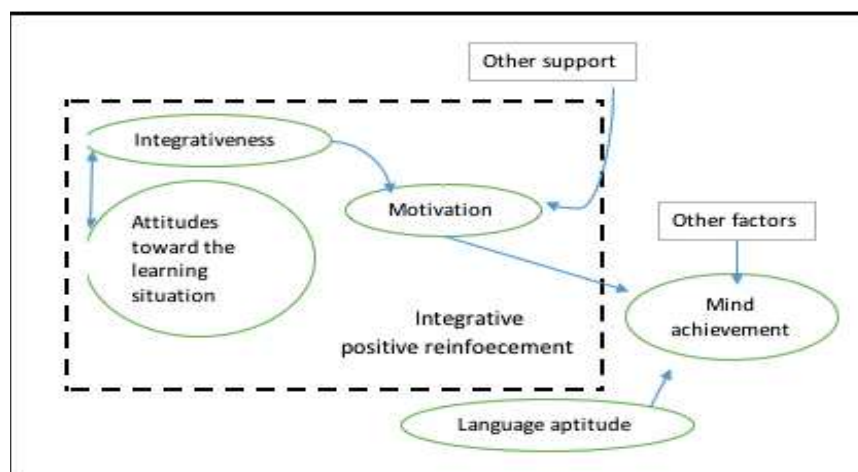 Other support
Integrativeness
Motivation
Attitudes
toward the
learning
situation
Other factors
Mind
achievement
Integrative
positive reinfoecement
Language aptitude